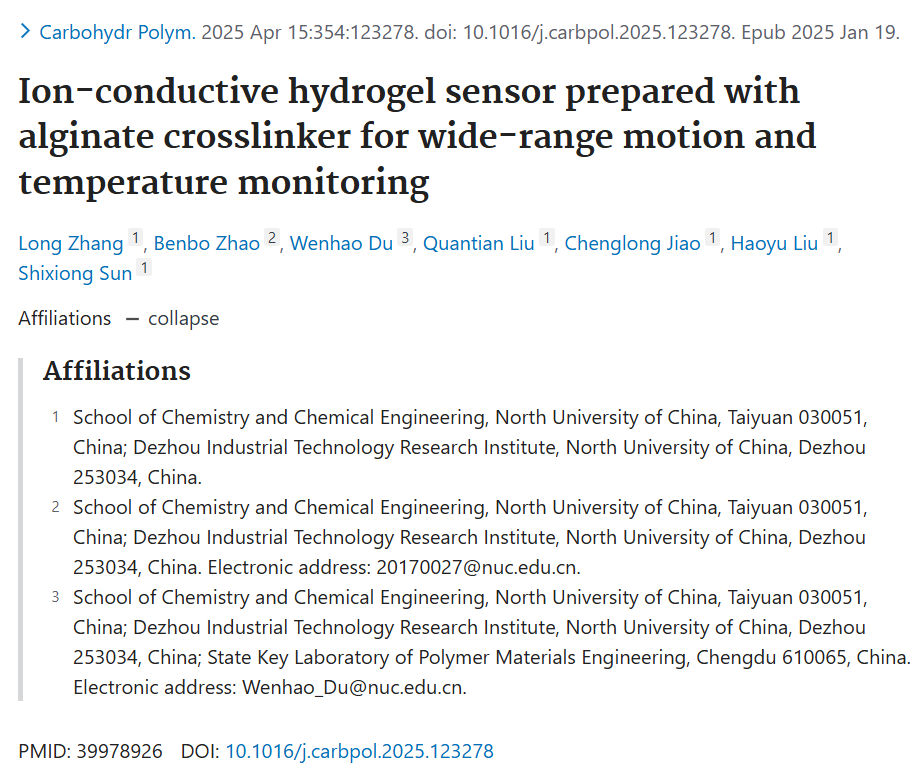 Carbohydr Polym. 2025 Apr 15:354:123278. doi: 10.1016/j.carbpol.2025.123278. Epub 2025 Jan 19.
Ion-conductive hydrogel sensor prepared with
alginate crosslinker for wide-range motion and
temperature monitoring
Long Zhang 1, Benbo Zhao 2, Wenhao Du 3, Quantian Liu 1, Chenglong Jiao 1, Haoyu Liu 1,
Shixiong Sun 1
Affiliations — collapse
Affiliations
1 School of Chemistry and Chemical Engineering, North University of China, Taiyuan 030051,
China; Dezhou Industrial Technology Research Institute, North University of China, Dezhou
253034, China.
2 School of Chemistry and Chemical Engineering, North University of China, Taiyuan 030051,
China; Dezhou Industrial Technology Research Institute, North University of China, Dezhou
253034, China. Electronic address: 20170027@nuc.edu.cn.
3 School of Chemistry and Chemical Engineering, North University of China, Taiyuan 030051,
China; Dezhou Industrial Technology Research Institute, North University of China, Dezhou
253034, China; State Key Laboratory of Polymer Materials Engineering, Chengdu 610065, China.
Electronic address: Wenhao_Du@nuc.edu.cn.
PMID: 39978926 DOI: 10.1016/j.carbpol.2025.123278